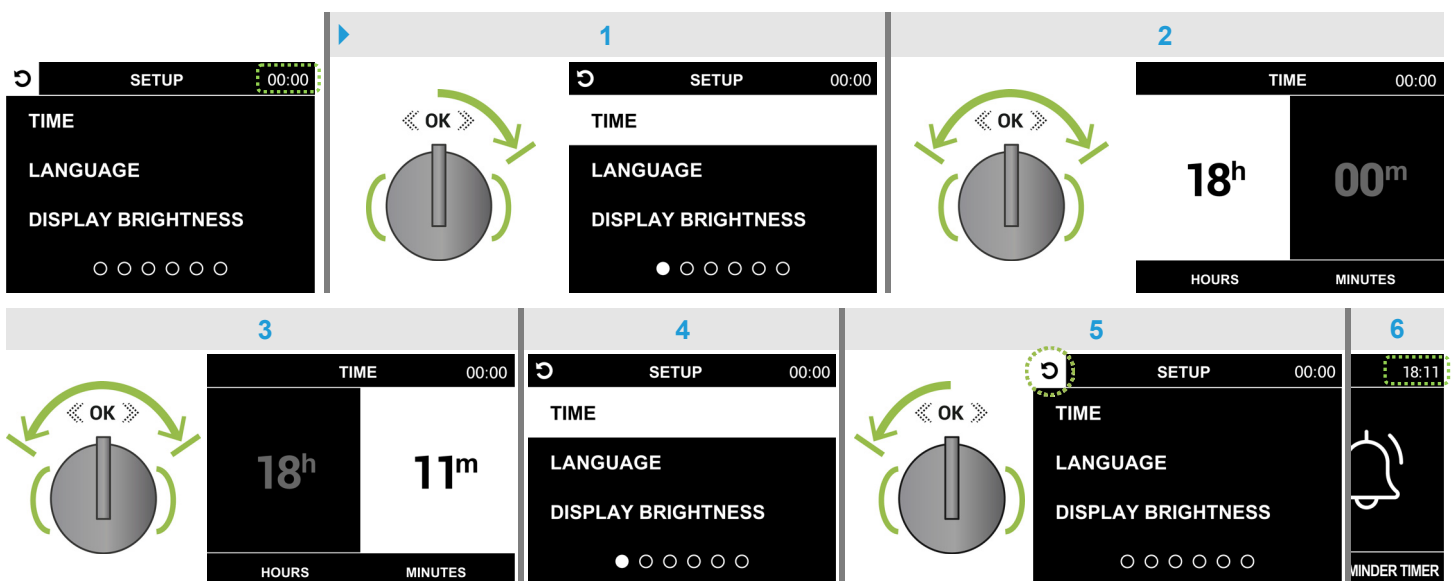 1
2
SETUP 00:00
TIME
LANGUAGE
DISPLAY BRIGHTNESS
OK
SETUP 00:00
TIME
LANGUAGE
DISPLAY BRIGHTNESS
OK
TIME 00:00
18h 00m
HOURS MINUTES
3
4
5
6
OK
TIME 00:00
18h 11m
HOURS MINUTES
SETUP 00:00
TIME
LANGUAGE
DISPLAY BRIGHTNESS
OK
SETUP 00:00
TIME
LANGUAGE
DISPLAY BRIGHTNESS
18:11
MINDER TIMER